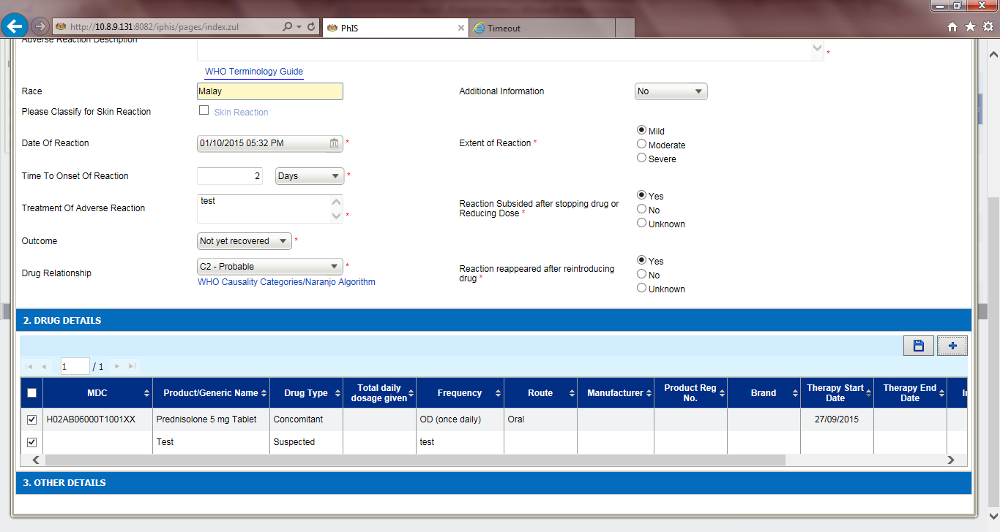 http://10.8.9.131:8082/iphis/pages/index.zul
PhIS
Timeout
Adverse Reaction Description
*
WHO Terminology Guide
Race
Malay
Additional Information
No
Please Classify for Skin Reaction
Skin Reaction
Date Of Reaction
01/10/2015 05:32 PM *
Extent of Reaction *
Mild
Moderate
Severe
Time To Onset Of Reaction
2 Days *
Treatment Of Adverse Reaction
test
*
Reaction Subsided after stopping drug or
Reducing Dose *
Yes
No
Unknown
Outcome
Not yet recovered *
Drug Relationship
C2 - Probable *
WHO Causality Categories/Naranjo Algorithm
Reaction reappeared after reintroducing
drug *
Yes
No
Unknown
2. DRUG DETAILS
1 / 1
MDC Product/Generic Name Drug Type Total daily dosage given Frequency Route Manufacturer Product Reg No. Brand Therapy Start Date Therapy End Date
H02AB06000T1001XX Prednisolone 5 mg Tablet Concomitant OD (once daily) Oral 27/09/2015
Test Suspected test
3. OTHER DETAILS